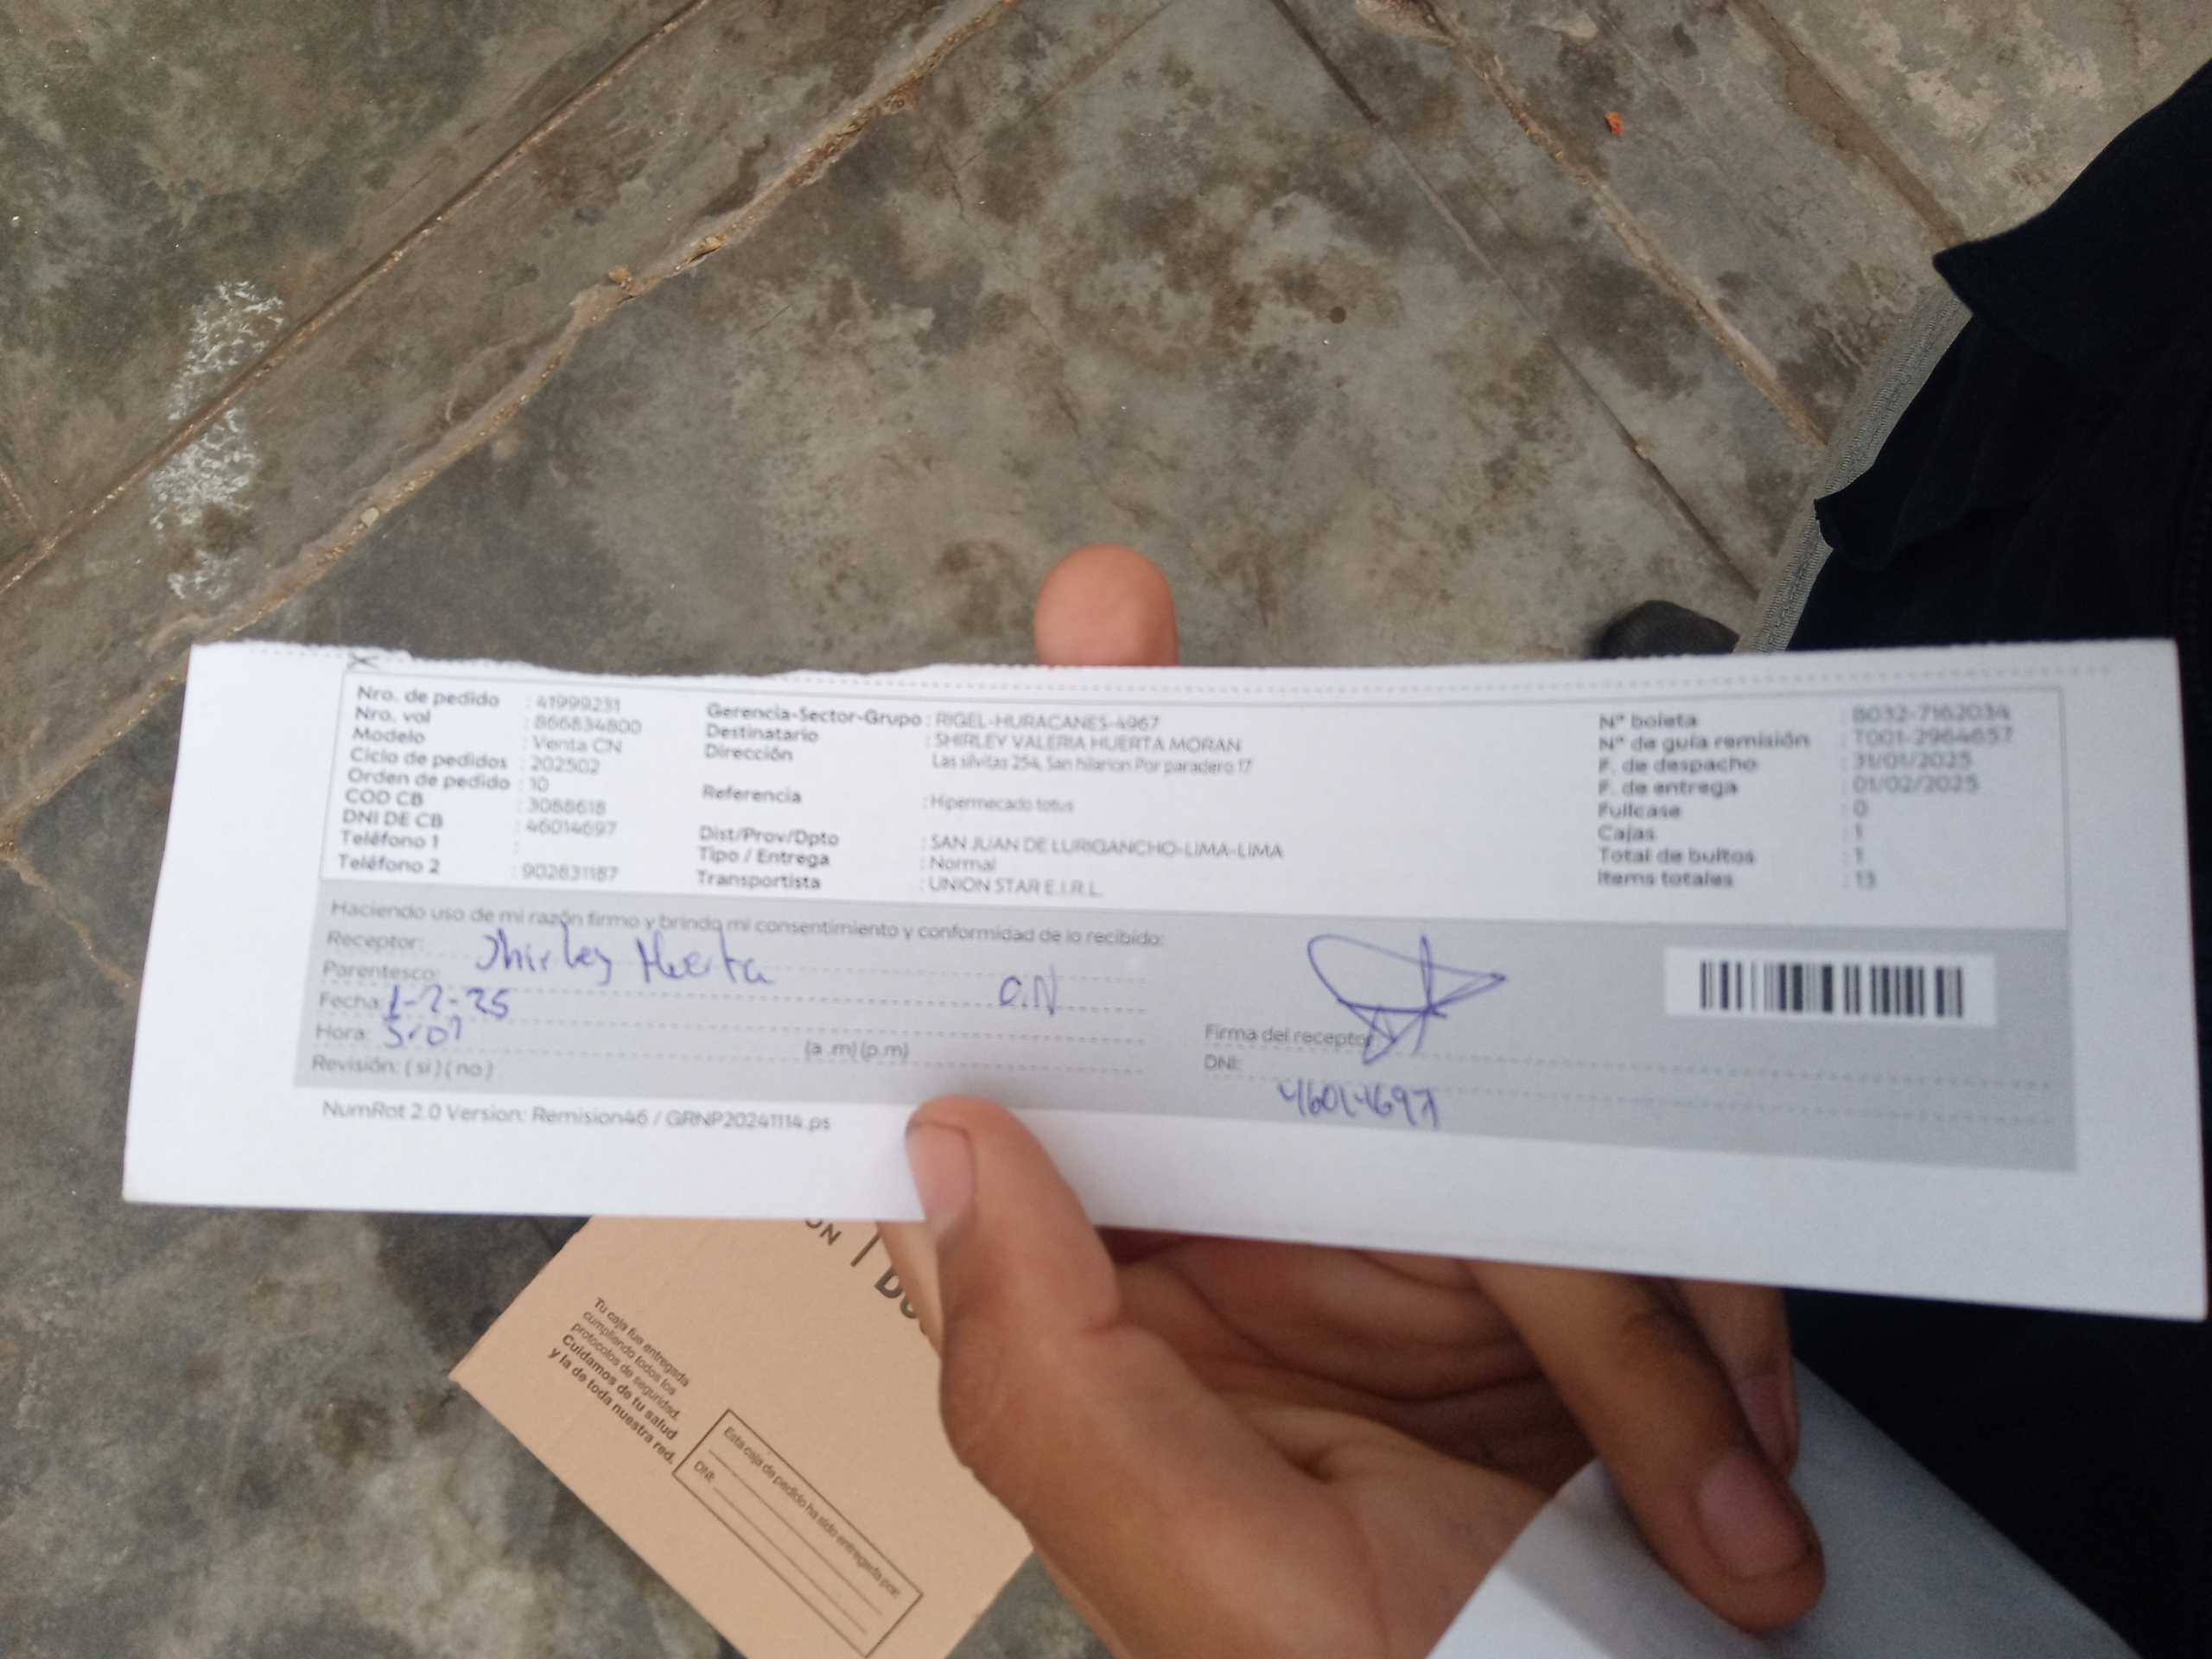 Nro. de pedido : 41999231
Nro. vol : 866834800
Modelo : Venta CN
Ciclo de pedidos : 202502
Orden de pedido : 10
COD CB : 3088618
DNI DE CB : 46014697
Teléfono 1 :
Teléfono 2 : 902831187
Gerencia-Sector-Grupo : RIGEL-HURACANES-4967
Destinatario : SHIRLEY VALERIA HUERTA MORAN
Dirección Las silvitas 254, San hilarion Por paradero 17
Referencia : Hipermecado totus
Dist/Prov/Dpto : SAN JUAN DE LURIGANCHO-LIMA-LIMA
Tipo / Entrega : Normal
Transportista : UNION STAR E.I.R.L.
N° boleta : B032-7162034
N° de guía remisión : T001-2964657
F. de despacho : 31/01/2025
F. de entrega : 01/02/2025
Fullcase : 0
Cajas : 1
Total de bultos : 1
Items totales : 13
Haciendo uso de mi razón firmo y brindo mi consentimiento y conformidad de lo recibido:
Receptor: Shirley Huerta
Parentesco: C.N
Fecha: 1-2-25
Hora: 5:07 (a .m) (p.m)
Revisión: ( si ) ( no )
Firma del receptor
DNI: 46014697
NumRot 2.0 Version: Remision46 / GRNP20241114.ps
Tu caja fue entregada
cumpliendo todos los
protocolos de seguridad.
Cuidamos de tu salud
y la de toda nuestra red.
Esta caja de pedido ha sido entregada por:
DNI: